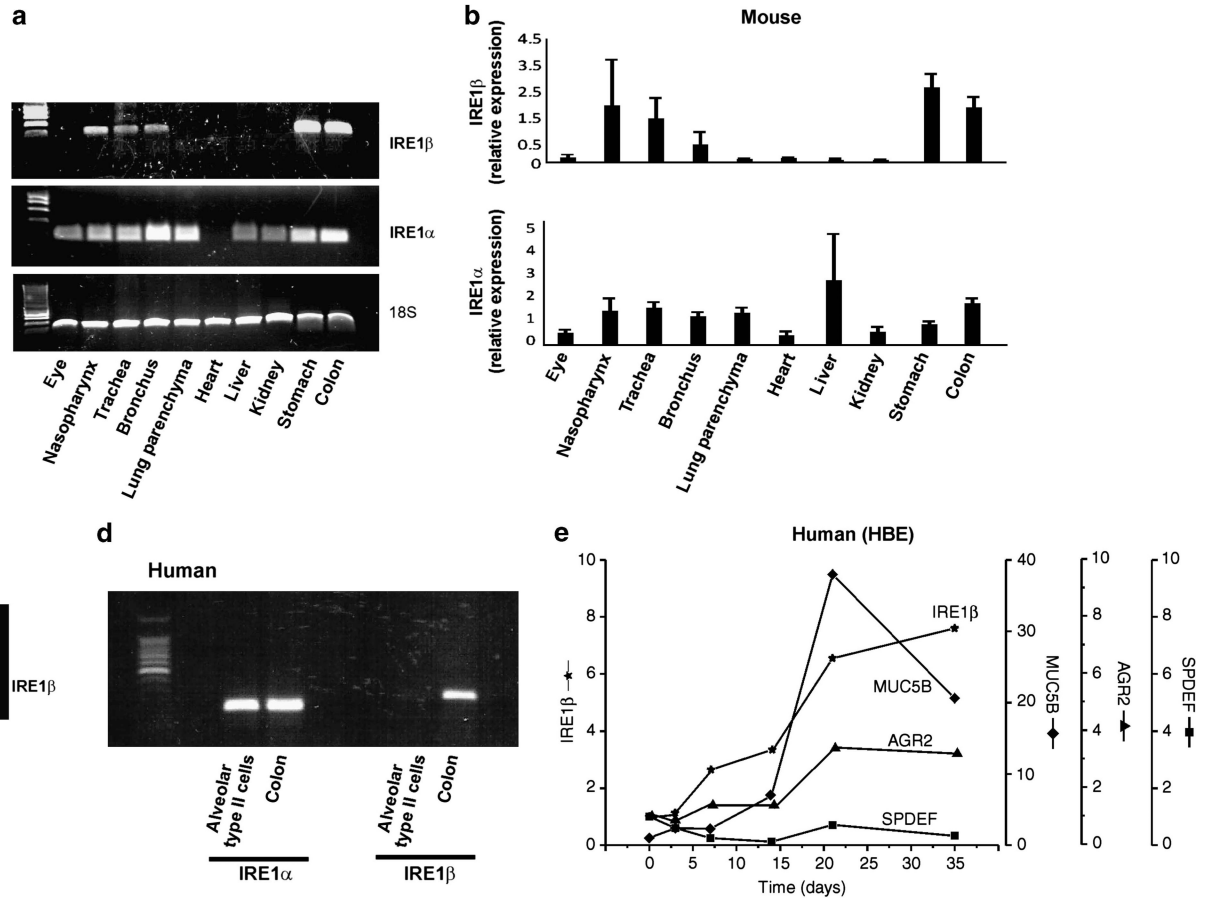 a
IRE1β
IRE1α
18S
Eye
Nasopharynx
Trachea
Bronchus
Lung parenchyma
Heart
Liver
Kidney
Stomach
Colon
b
Mouse
IRE1β
(relative expression)
4.5
3.5
2.5
1.5
0.5
0
IRE1α
(relative expression)
5
4
3
2
1
0
Eye
Nasopharynx
Trachea
Bronchus
Lung parenchyma
Heart
Liver
Kidney
Stomach
Colon
IRE1β
d
Human
Alveolar
type II cells
Colon
Alveolar
type II cells
Colon
IRE1α
IRE1β
e
Human (HBE)
IRE1β
10
8
6
4
2
0
IRE1β
MUC5B
AGR2
SPDEF
0
5
10
15
20
25
30
35
Time (days)
40
30
20
10
0
MUC5B
10
8
6
4
2
0
AGR2
10
8
6
4
2
0
SPDEF